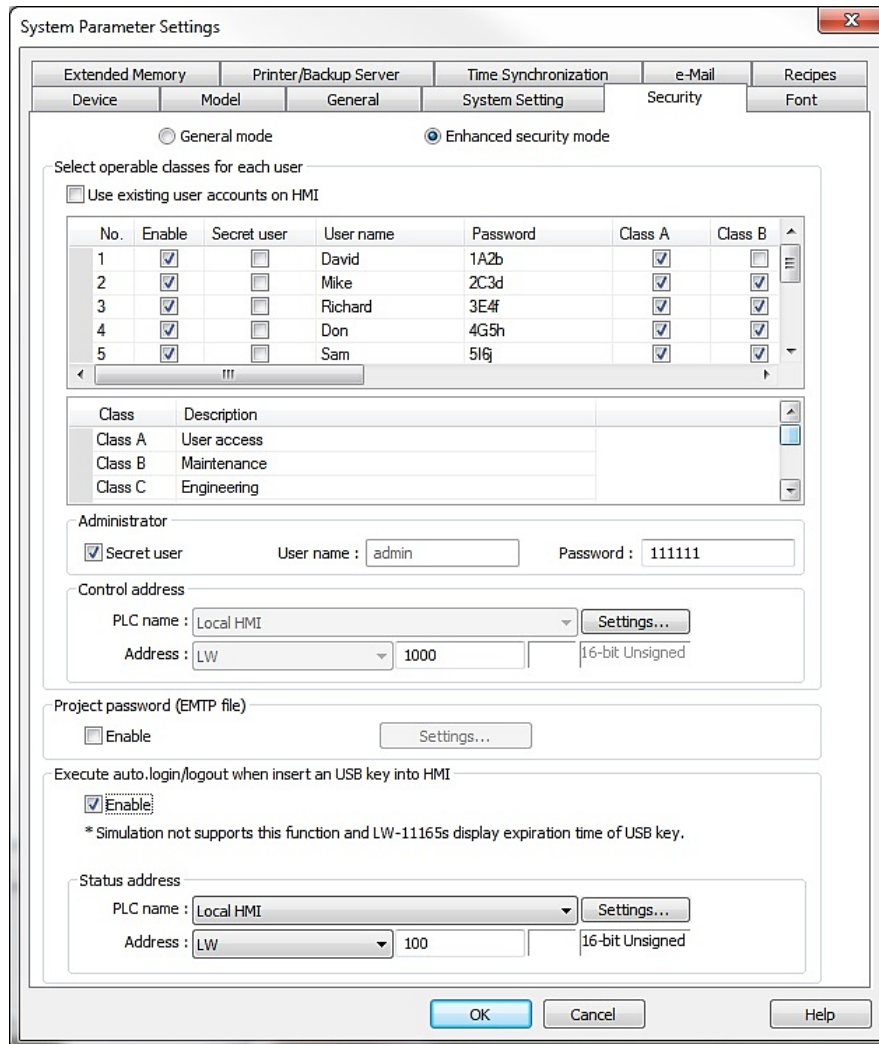 System Parameter Settings
Extended Memory Printer/Backup Server Time Synchronization e-Mail Recipes
Device Model General System Setting Security Font
General mode Enhanced security mode
Select operable classes for each user
Use existing user accounts on HMI
No. Enable Secret user User name Password Class A Class B
1 David 1A2b
2 Mike 2C3d
3 Richard 3E4f
4 Don 4G5h
5 Sam 5I6j
Class Description
Class A User access
Class B Maintenance
Class C Engineering
Administrator
Secret user User name : admin Password : 111111
Control address
PLC name : Local HMI Settings...
Address : LW 1000 16-bit Unsigned
Project password (EMTP file)
Enable Settings...
Execute auto.login/logout when insert an USB key into HMI
Enable
* Simulation not supports this function and LW-11165s display expiration time of USB key.
Status address
PLC name : Local HMI Settings...
Address : LW 100 16-bit Unsigned
OK Cancel Help